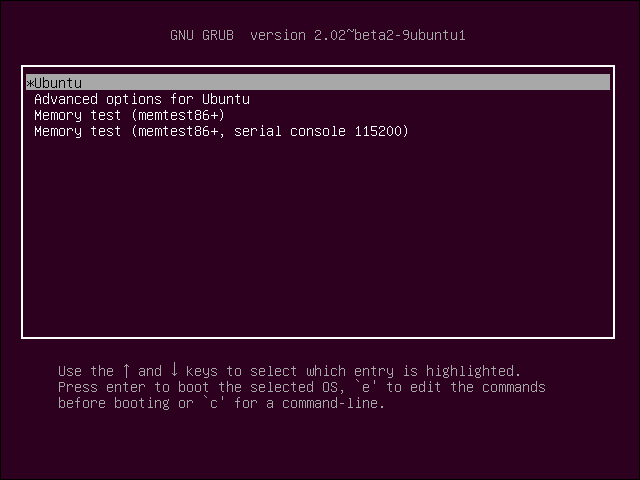 GNU GRUB  version 2.02~beta2-9ubuntu1
*Ubuntu
Advanced options for Ubuntu
Memory test (memtest86+)
Memory test (memtest86+, serial console 115200)
Use the ↑ and ↓ keys to select which entry is highlighted.
Press enter to boot the selected OS, `e' to edit the commands
before booting or `c' for a command-line.